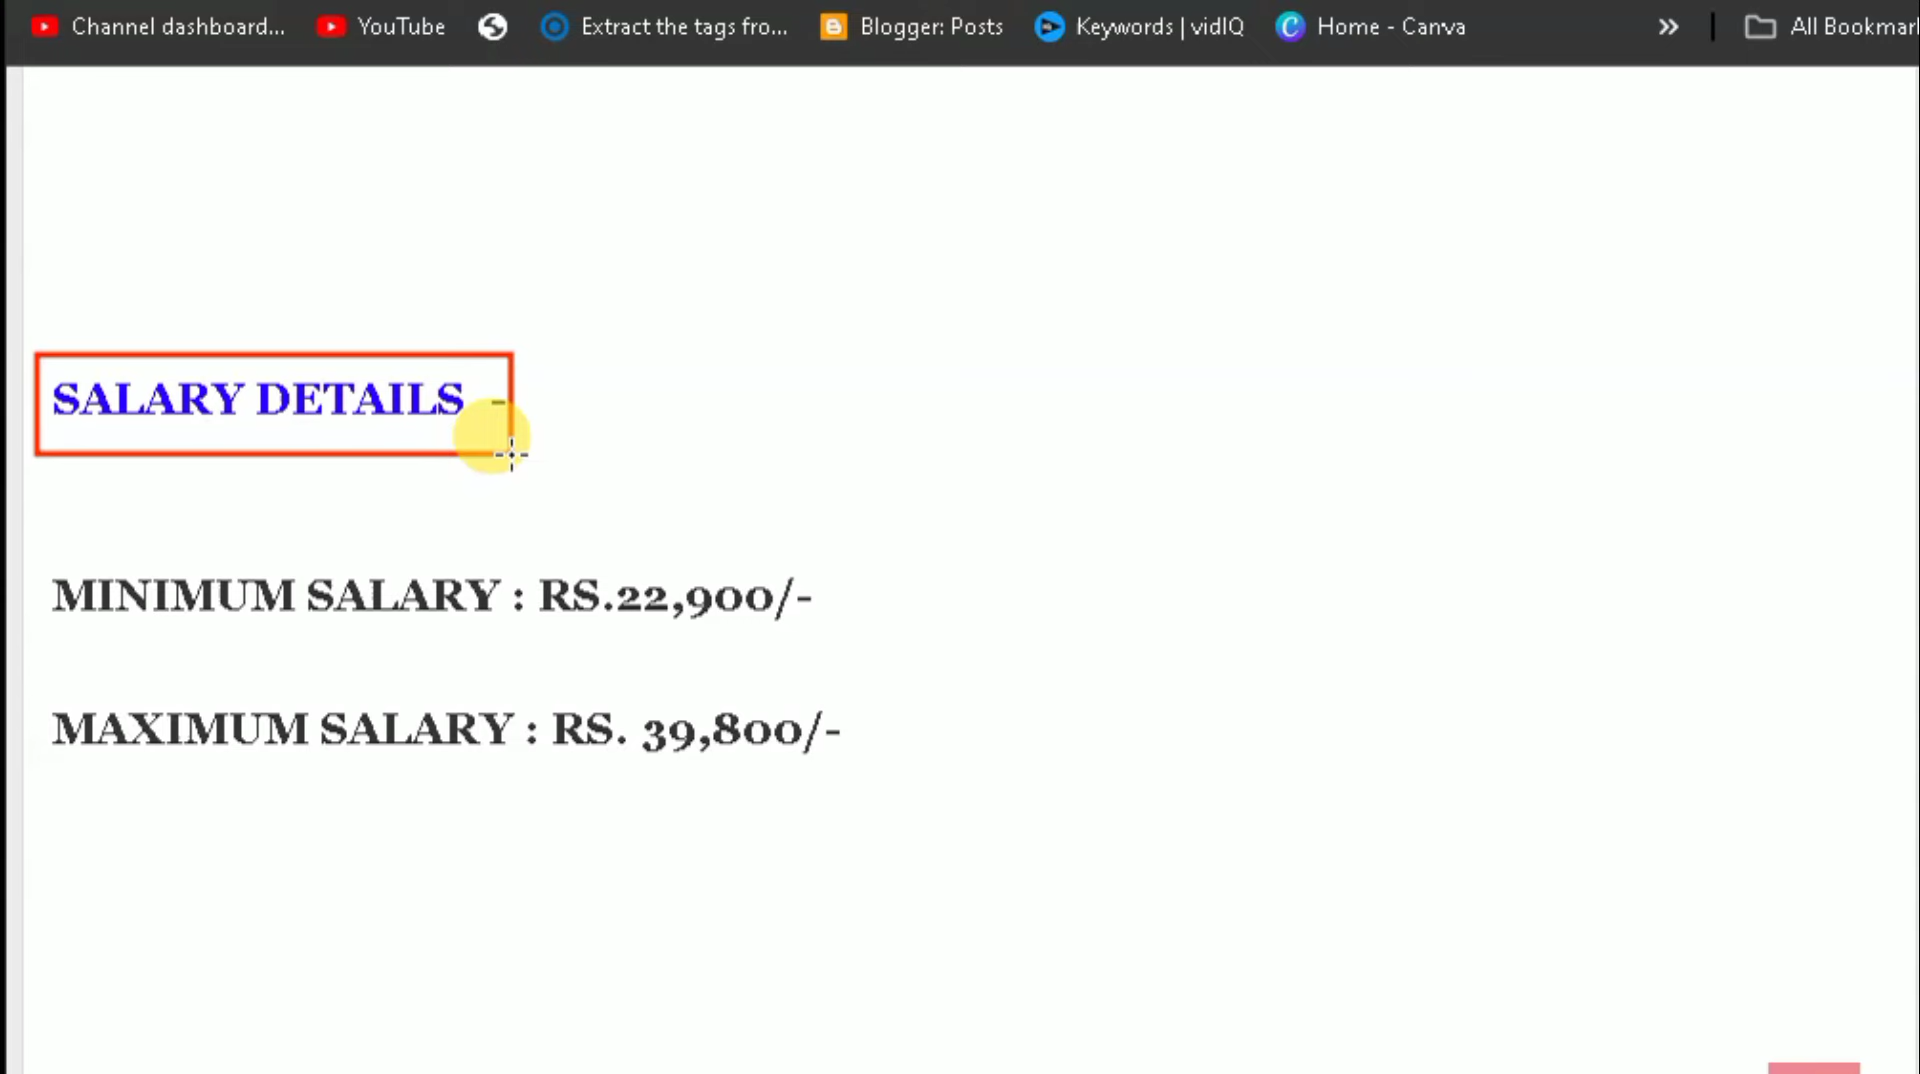 Channel dashboard... YouTube Extract the tags fro... Blogger: Posts Keywords | vidIQ Home - Canva » All Bookmar
SALARY DETAILS -
MINIMUM SALARY : RS.22,900/-
MAXIMUM SALARY : RS. 39,800/-